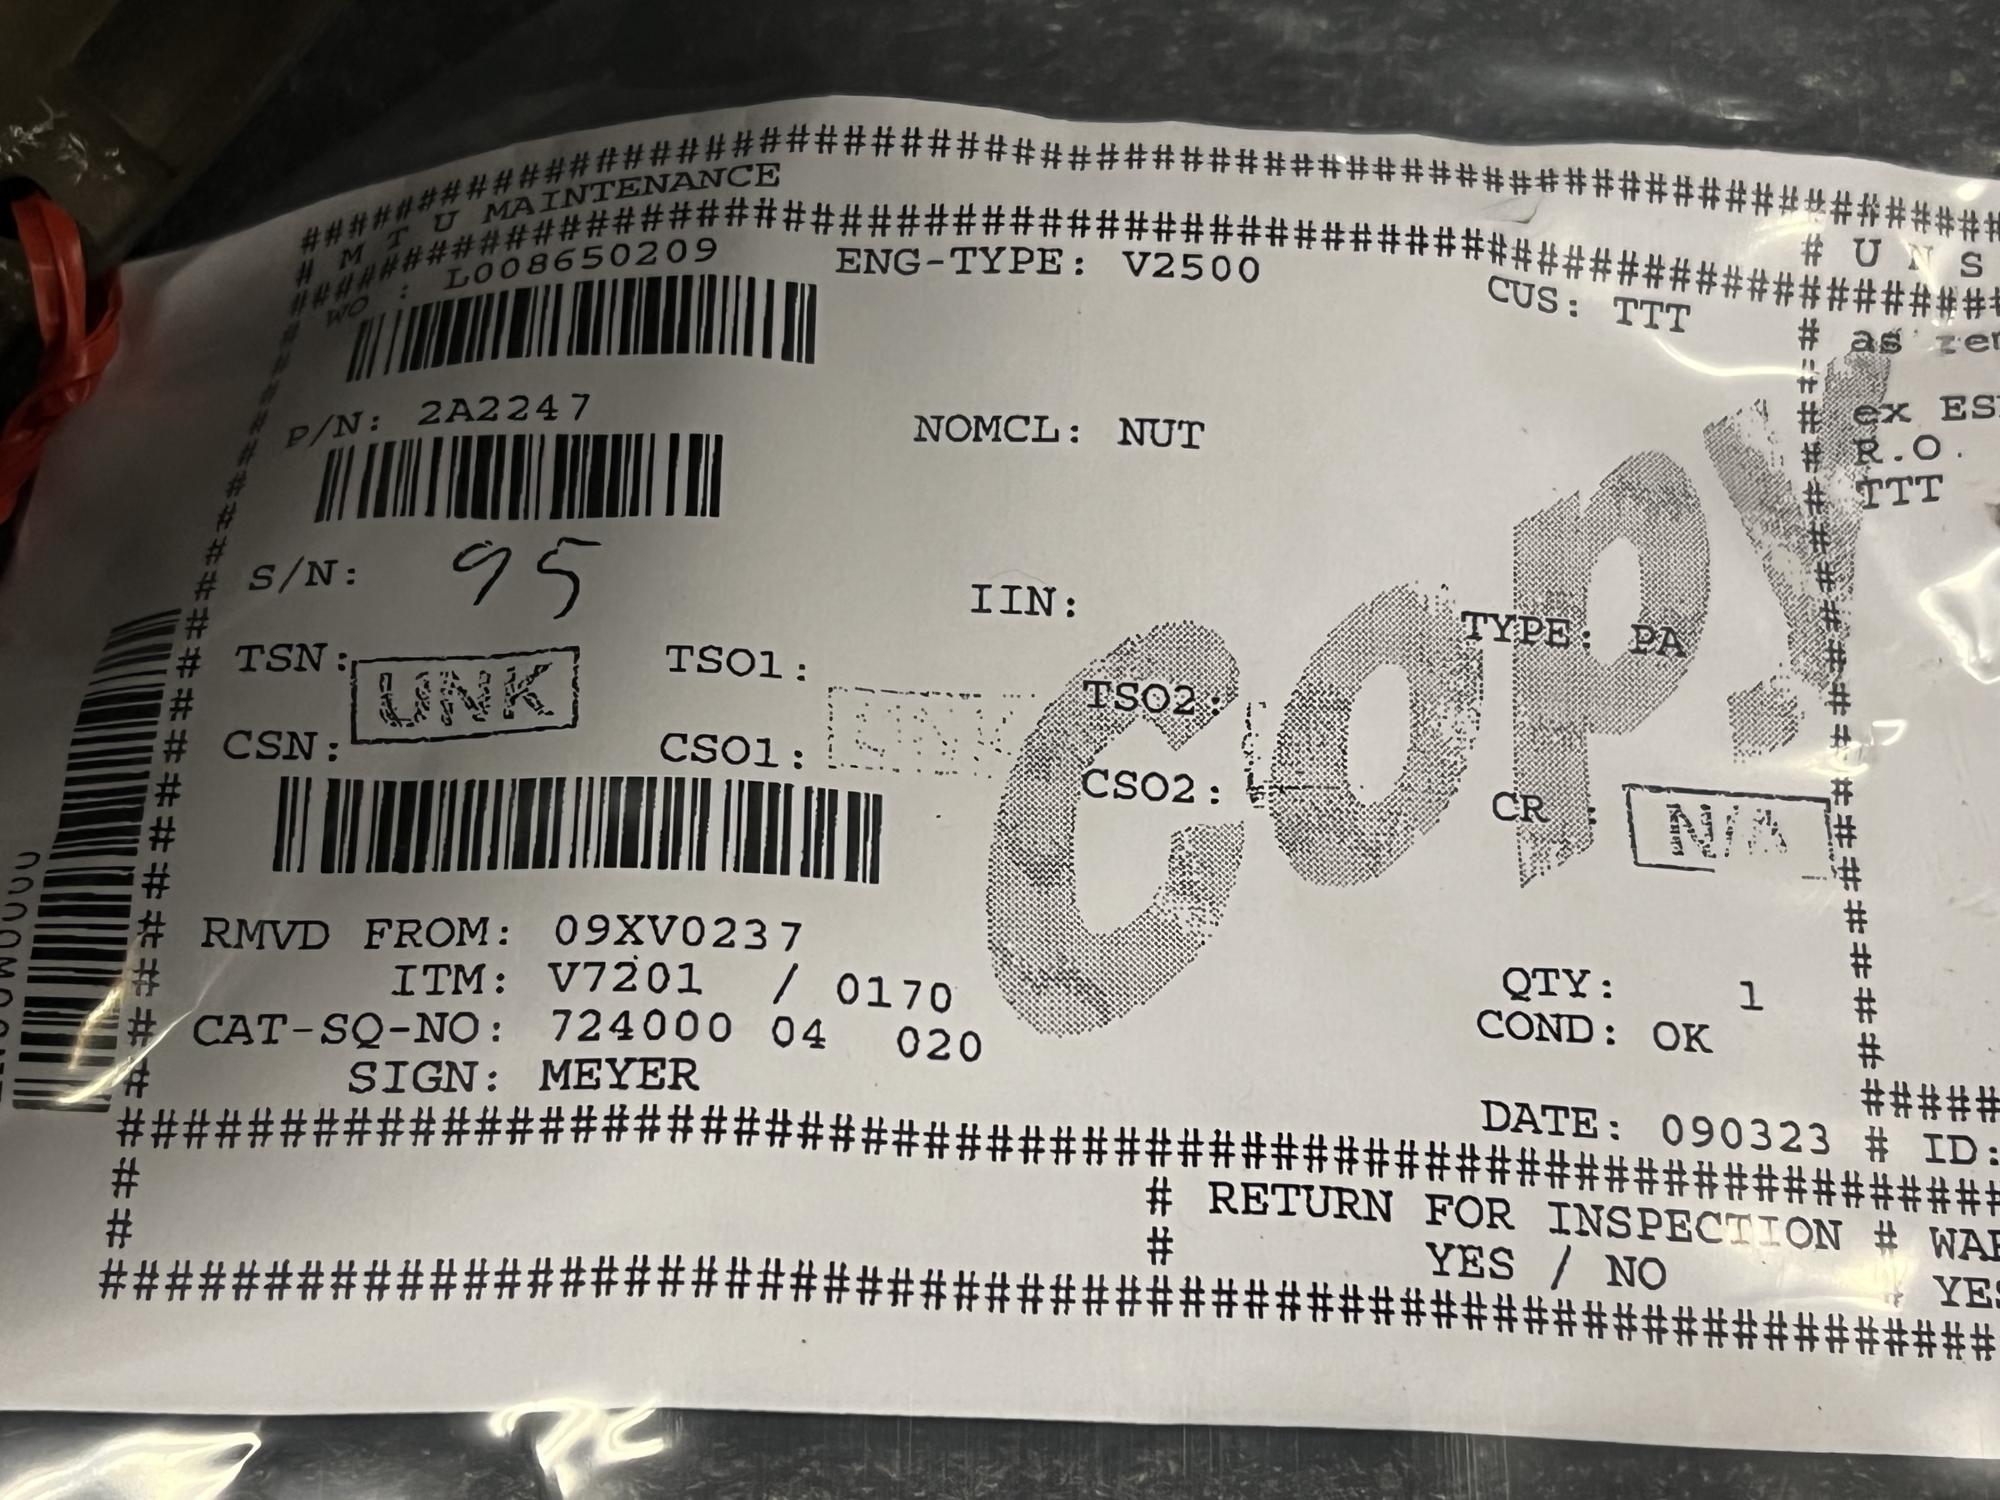 ##################################################
# M T U MAINTENANCE # U N S
##################################################
# WO : L008650209 ENG-TYPE: V2500 CUS: TTT # as
P/N: 2A2247 NOMCL: NUT # ex
# R.O.
# TTT
S/N: 95 IIN: TYPE: PA
TSN: UNK TSO1: UNK TSO2:
CSN: CSO1: CSO2: CR : N/A
Copy!
RMVD FROM: 09XV0237
ITM: V7201 / 0170 QTY: 1
CAT-SQ-NO: 724000 04 020 COND: OK
SIGN: MEYER DATE: 090323 # ID:
##################################################
# # RETURN FOR INSPECTION #
# # YES / NO # YES
##################################################